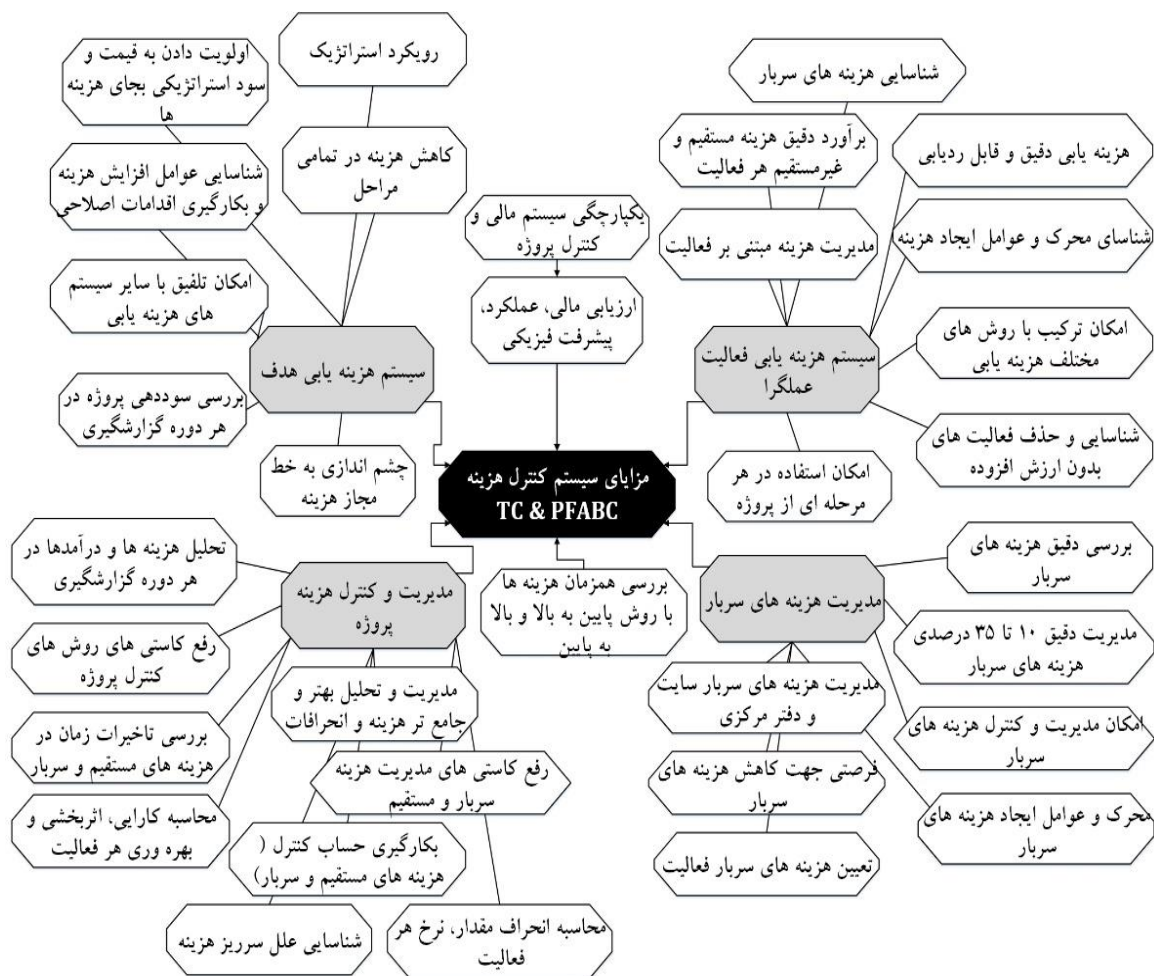 رویکرد استراتژیک
اولویت دادن به قیمت و
سود استراتژیکی بجای هزینه
ها
کاهش هزینه در تمامی
مراحل
شناسایی عوامل افزایش هزینه
و بکارگیری اقدامات اصلاحی
امکان تلفیق با سایر سیستم
های هزینه یابی
سیستم هزینه یابی هدف
بررسی سوددهی پروژه در
هر دوره گزارشگیری
چشم اندازی به خط
مجاز هزینه
یکپارچگی سیستم مالی و
کنترل پروژه
ارزیابی مالی، عملکرد،
پیشرفت فیزیکی
شناسایی هزینه های سربار
برآورد دقیق هزینه مستقیم و
غیرمستقیم هر فعالیت
هزینه یابی دقیق و قابل ردیابی
مدیریت هزینه مبتنی بر فعالیت
شناسای محرک و عوامل ایجاد هزینه
سیستم هزینه یابی فعالیت
عملگرا
امکان ترکیب با روش های
مختلف هزینه یابی
شناسایی و حذف فعالیت های
بدون ارزش افزوده
امکان استفاده در هر
مرحله ای از پروژه
مزایای سیستم کنترل هزینه
TC & PFABC
بررسی همزمان هزینه ها
با روش پایین به بالا و بالا
به پایین
مدیریت و کنترل هزینه
پروژه
تحلیل هزینه ها و درآمدها در
هر دوره گزارشگیری
رفع کاستی های روش های
کنترل پروژه
بررسی تاخیرات زمان در
هزینه های مستقیم و سربار
محاسبه کارایی، اثربخشی و
بهره وری هر فعالیت
مدیریت و تحلیل بهتر و
جامع تر هزینه و انحرافات
رفع کاستی های مدیریت هزینه
سربار و مستقیم
بکارگیری حساب کنترل (
هزینه های مستقیم و سربار)
شناسایی علل سرریز هزینه
محاسبه انحراف مقدار، نرخ هر
فعالیت
مدیریت هزینه های سربار
بررسی دقیق هزینه های
سربار
مدیریت دقیق ۱۰ تا ۳۵ درصدی
هزینه های سربار
امکان مدیریت و کنترل هزینه های
سربار
محرک و عوامل ایجاد هزینه های
سربار
مدیریت هزینه های سربار سایت
و دفتر مرکزی
فرصتی جهت کاهش هزینه های
سربار
تعیین هزینه های سربار فعالیت